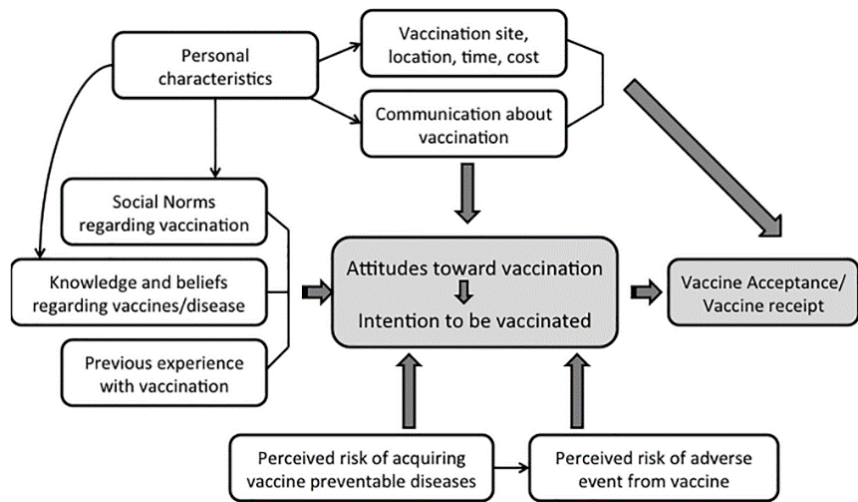 Personal
characteristics
Vaccination site,
location, time, cost
Communication about
vaccination
Social Norms
regarding vaccination
Knowledge and beliefs
regarding vaccines/disease
Previous experience
with vaccination
Attitudes toward vaccination
Intention to be vaccinated
Vaccine Acceptance/
Vaccine receipt
Perceived risk of acquiring
vaccine preventable diseases
Perceived risk of adverse
event from vaccine